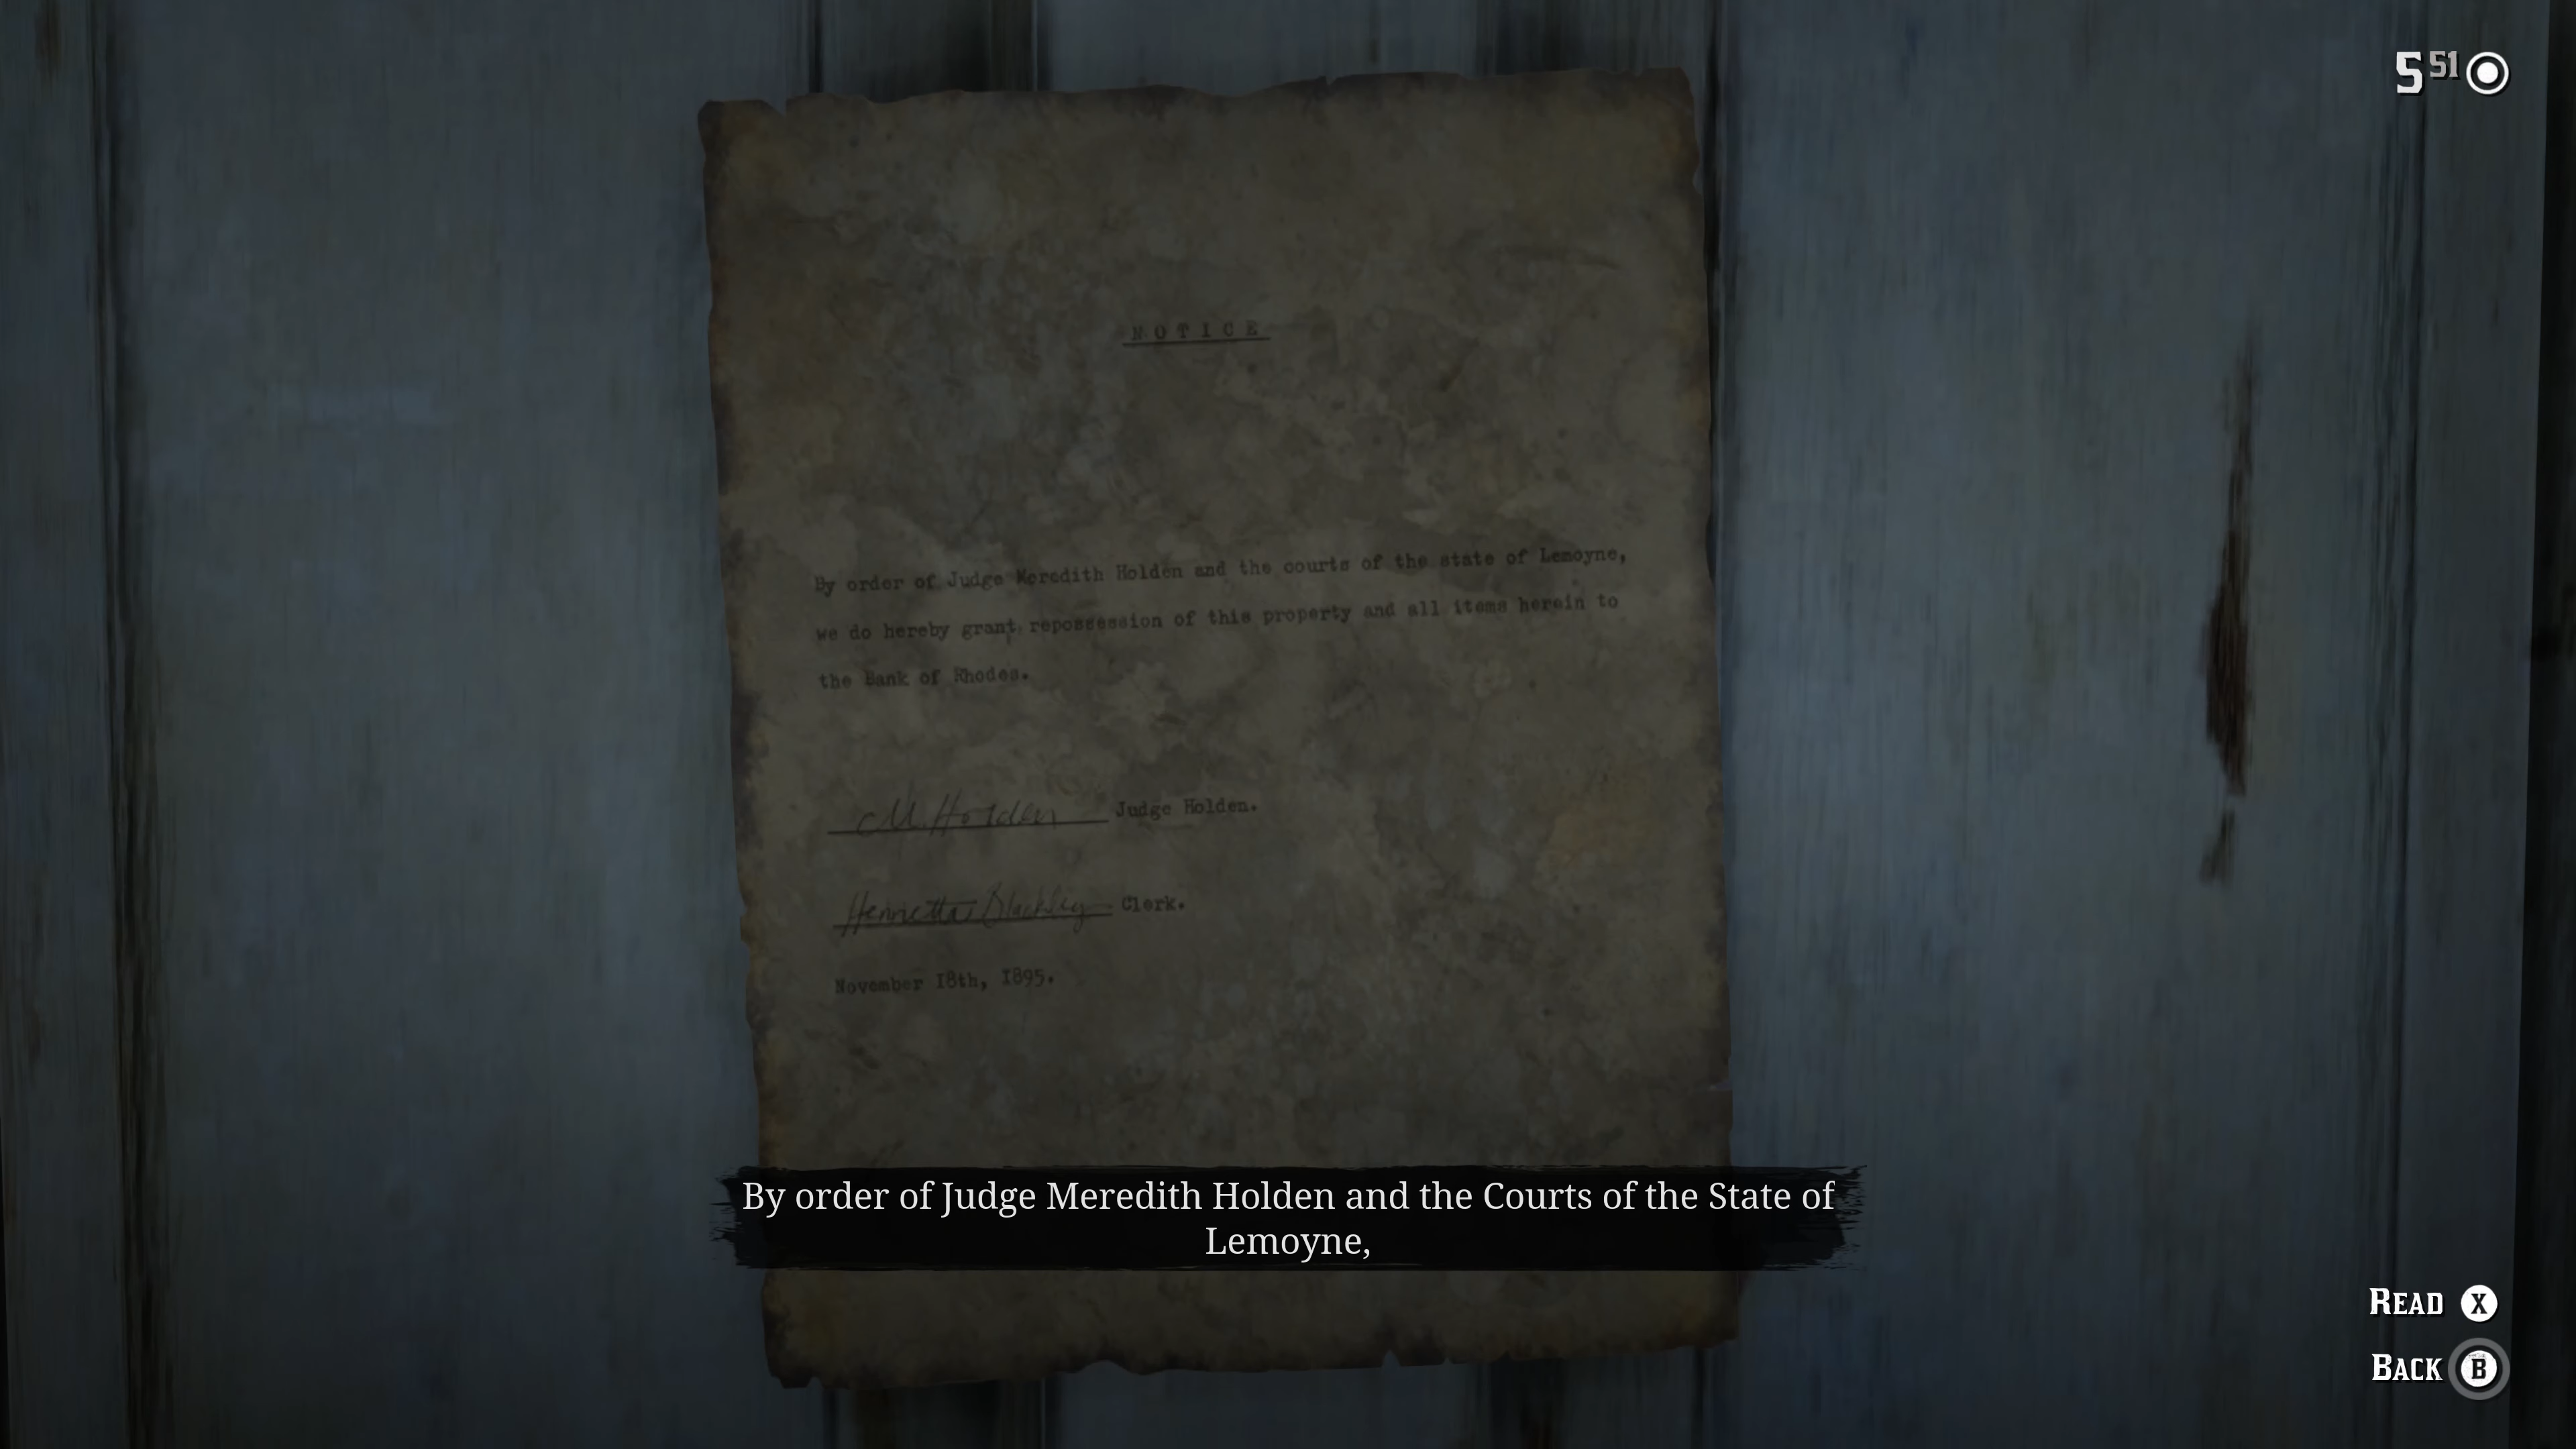 5 51
NOTICE
By order of Judge Meredith Holden and the courts of the state of Lemoyne,
we do hereby grant repossession of this property and all items herein to
the Bank of Rhodes.
M. Holden Judge Holden.
Henrietta Clerk.
November 18th, 1895.
By order of Judge Meredith Holden and the Courts of the State of
Lemoyne,
READ X
BACK B